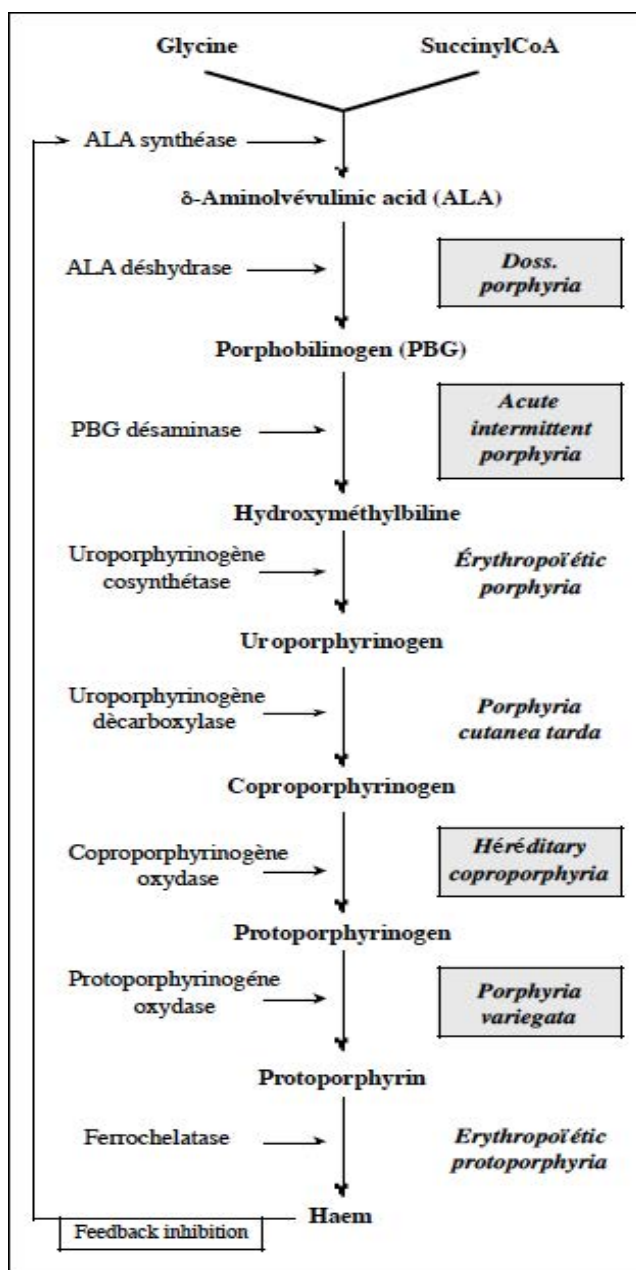 Glycine SuccinylCoA
ALA synthéase
δ-Aminolvévulinic acid (ALA)
ALA déshydrase
Doss.
porphyria
Porphobilinogen (PBG)
PBG désaminase
Acute
intermittent
porphyria
Hydroxyméthylbiline
Uroporphyrinogène
cosynthétase
Érythropoïétic
porphyria
Uroporphyrinogen
Uroporphyrinogène
dècarboxylase
Porphyria
cutanea tarda
Coproporphyrinogen
Coproporphyrinogène
oxydase
Héréditary
coproporphyria
Protoporphyrinogen
Protoporphyrinogéne
oxydase
Porphyria
variegata
Protoporphyrin
Ferrochelatase
Erythropoïétic
protoporphyria
Haem
Feedback inhibition